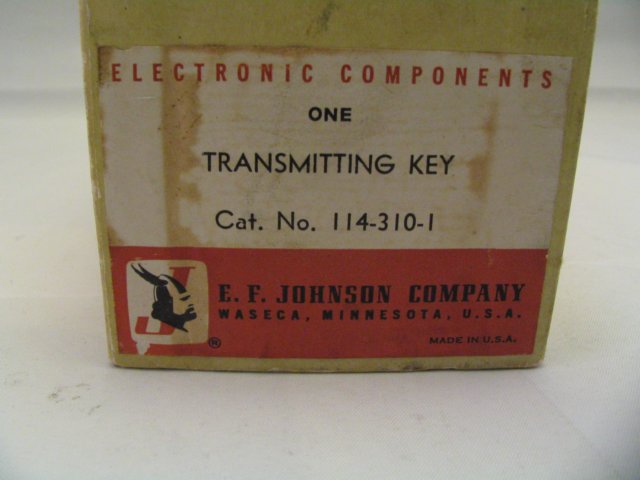 ELECTRONIC COMPONENTS
ONE
TRANSMITTING KEY
Cat. No. 114-310-1
J
E. F. JOHNSON COMPANY
WASECA, MINNESOTA, U.S.A.
®
MADE IN U.S.A.